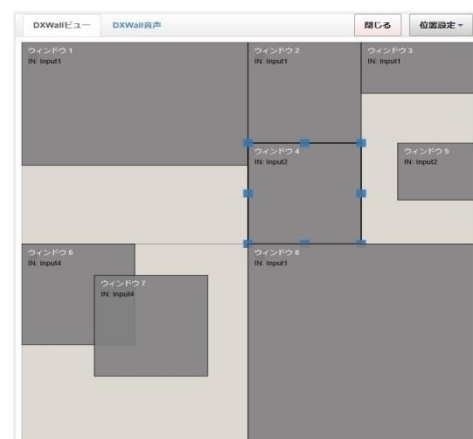 DXWallビュー
DXWall音声
閉じる
位置設定
ウィンドウ 1
IN: Input1
ウィンドウ 2
IN: Input1
ウィンドウ 3
IN: Input1
ウィンドウ 4
IN: Input2
ウィンドウ 5
IN: Input2
ウィンドウ 6
IN: Input4
ウィンドウ 7
IN: Input4
ウィンドウ 8
IN: Input1